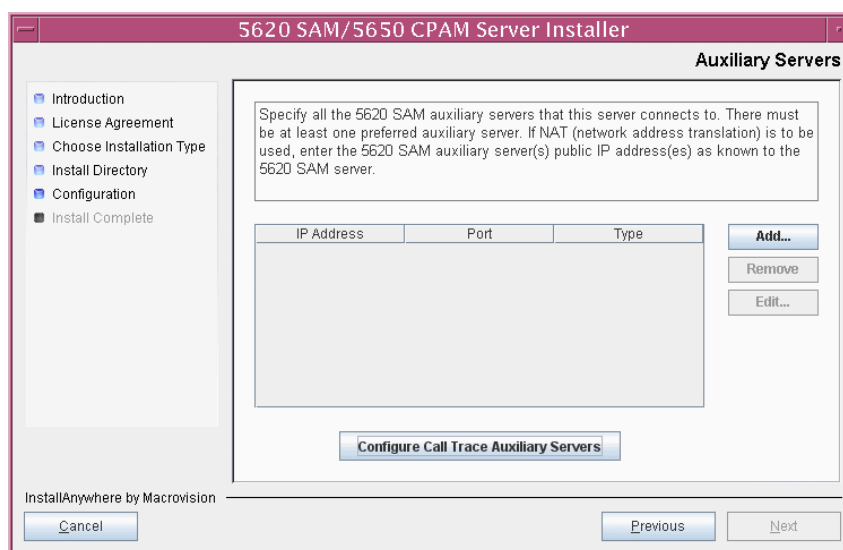 5620 SAM/5650 CPAM Server Installer
Auxiliary Servers
Introduction
License Agreement
Choose Installation Type
Install Directory
Configuration
Install Complete
Specify all the 5620 SAM auxiliary servers that this server connects to. There must
be at least one preferred auxiliary server. If NAT (network address translation) is to be
used, enter the 5620 SAM auxiliary server(s) public IP address(es) as known to the
5620 SAM server.
IP Address Port Type
Add...
Remove
Edit...
Configure Call Trace Auxiliary Servers
InstallAnywhere by Macrovision
Cancel Previous Next